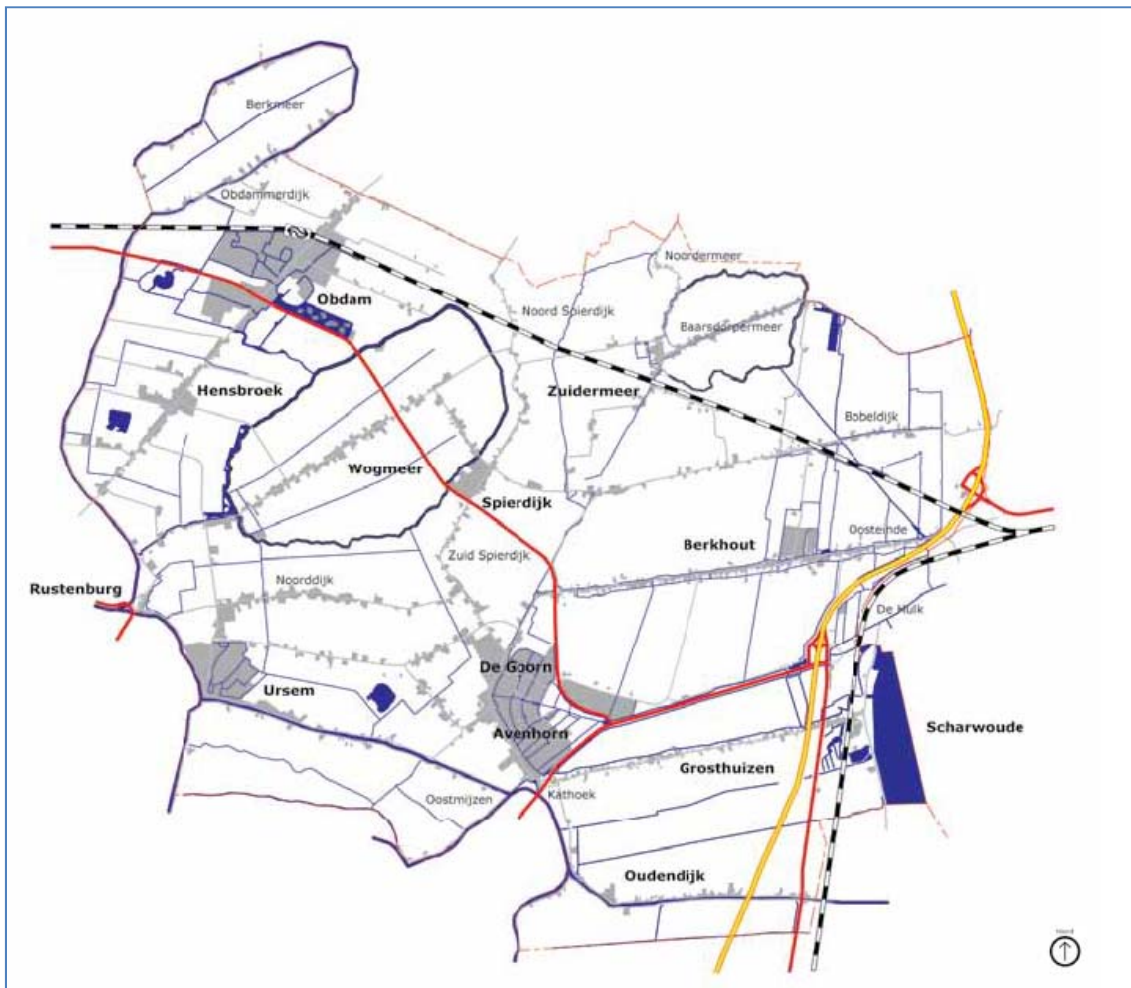 Berkmeer
Obdammerdijk
Obdam
Noordermeer
Noord Spierdijk
Baarsdorpermeer
Hensbroek
Zuidermeer
Bobeldijk
Wogmeer
Spierdijk
Berkhout
Oosteinde
Zuid Spierdijk
Rustenburg
Noorddijk
De Hulk
De Goorn
Ursem
Avenhorn
Scharwoude
Grosthuizen
Oostmijzen
Kathoek
Oudendijk
Noord